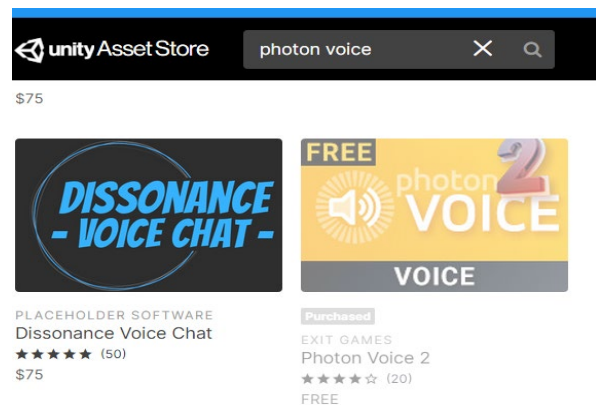 unity Asset Store
photon voice
$75
DISSONANCE
- VOICE CHAT -
PLACEHOLDER SOFTWARE
Dissonance Voice Chat
(50)
$75
FREE
photon 2
VOICE
VOICE
Purchased
EXIT GAMES
Photon Voice 2
(20)
FREE